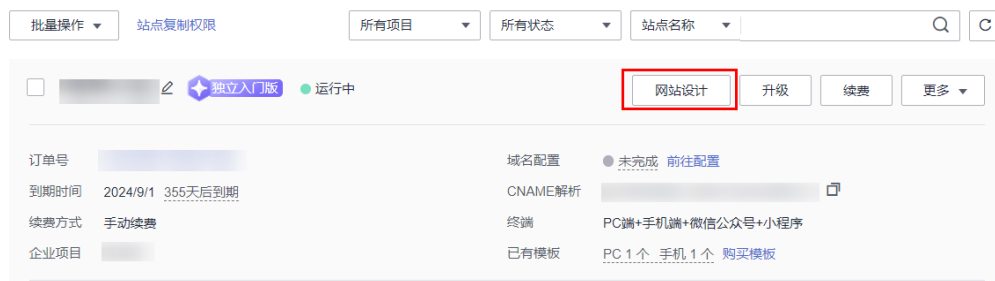 批量操作 站点复制权限 所有项目 所有状态 站点名称
独立入门版 运行中 网站设计 升级 续费 更多
订单号 域名配置 未完成 前往配置
到期时间 2024/9/1 355天后到期 CNAME解析
续费方式 手动续费 终端 PC端+手机端+微信公众号+小程序
企业项目 已有模板 PC 1 个 手机 1 个 购买模板